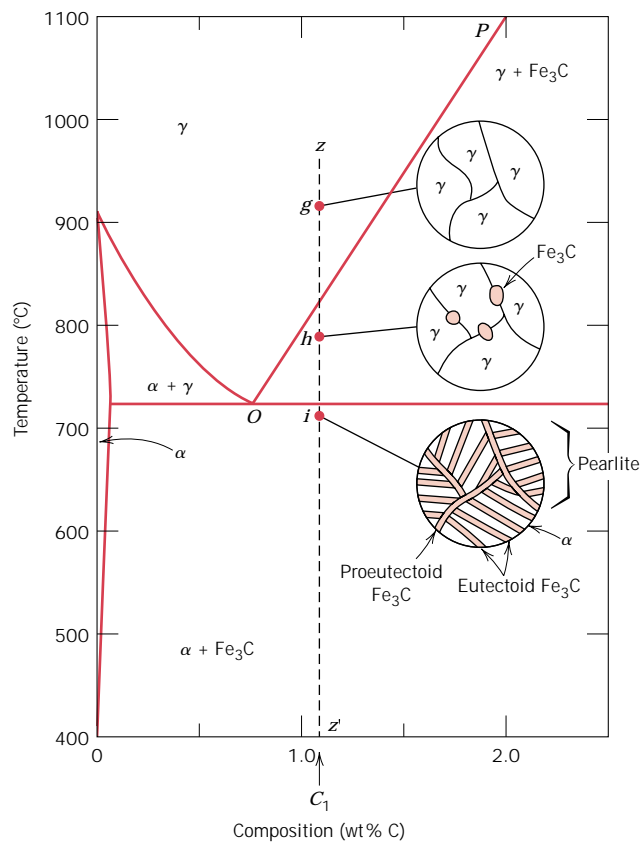 1100
P
γ + Fe₃C
1000
γ
z
γ
γ
γ
γ
g
900
Fe₃C
γ
γ
γ
γ
800
h
Temperature (°C)
α + γ
O
i
700
α
Pearlite
600
α
Proeutectoid
Fe₃C
Eutectoid Fe₃C
500
α + Fe₃C
400
z'
0
1.0
2.0
C₁
Composition (wt% C)